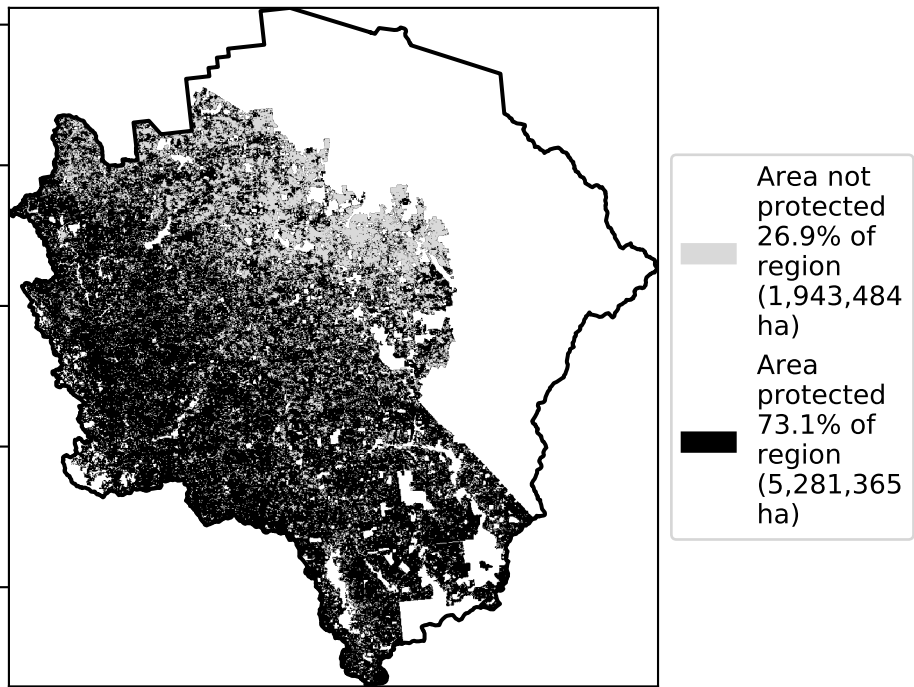 Area not
protected
26.9% of
region
(1,943,484
ha)
Area
protected
73.1% of
region
(5,281,365
ha)